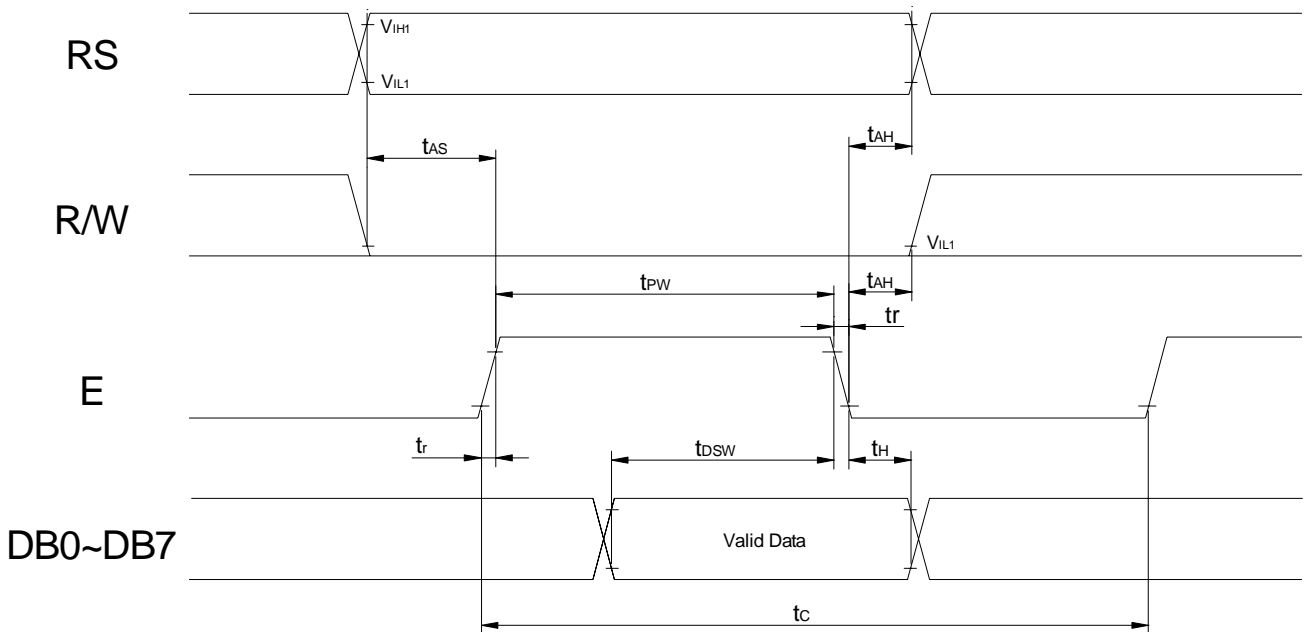 RS
VIH1
VIL1
tAS
tAH
R/W
VIL1
tPW
tAH
tr
E
tr
tDSW
tH
DB0~DB7
Valid Data
tC